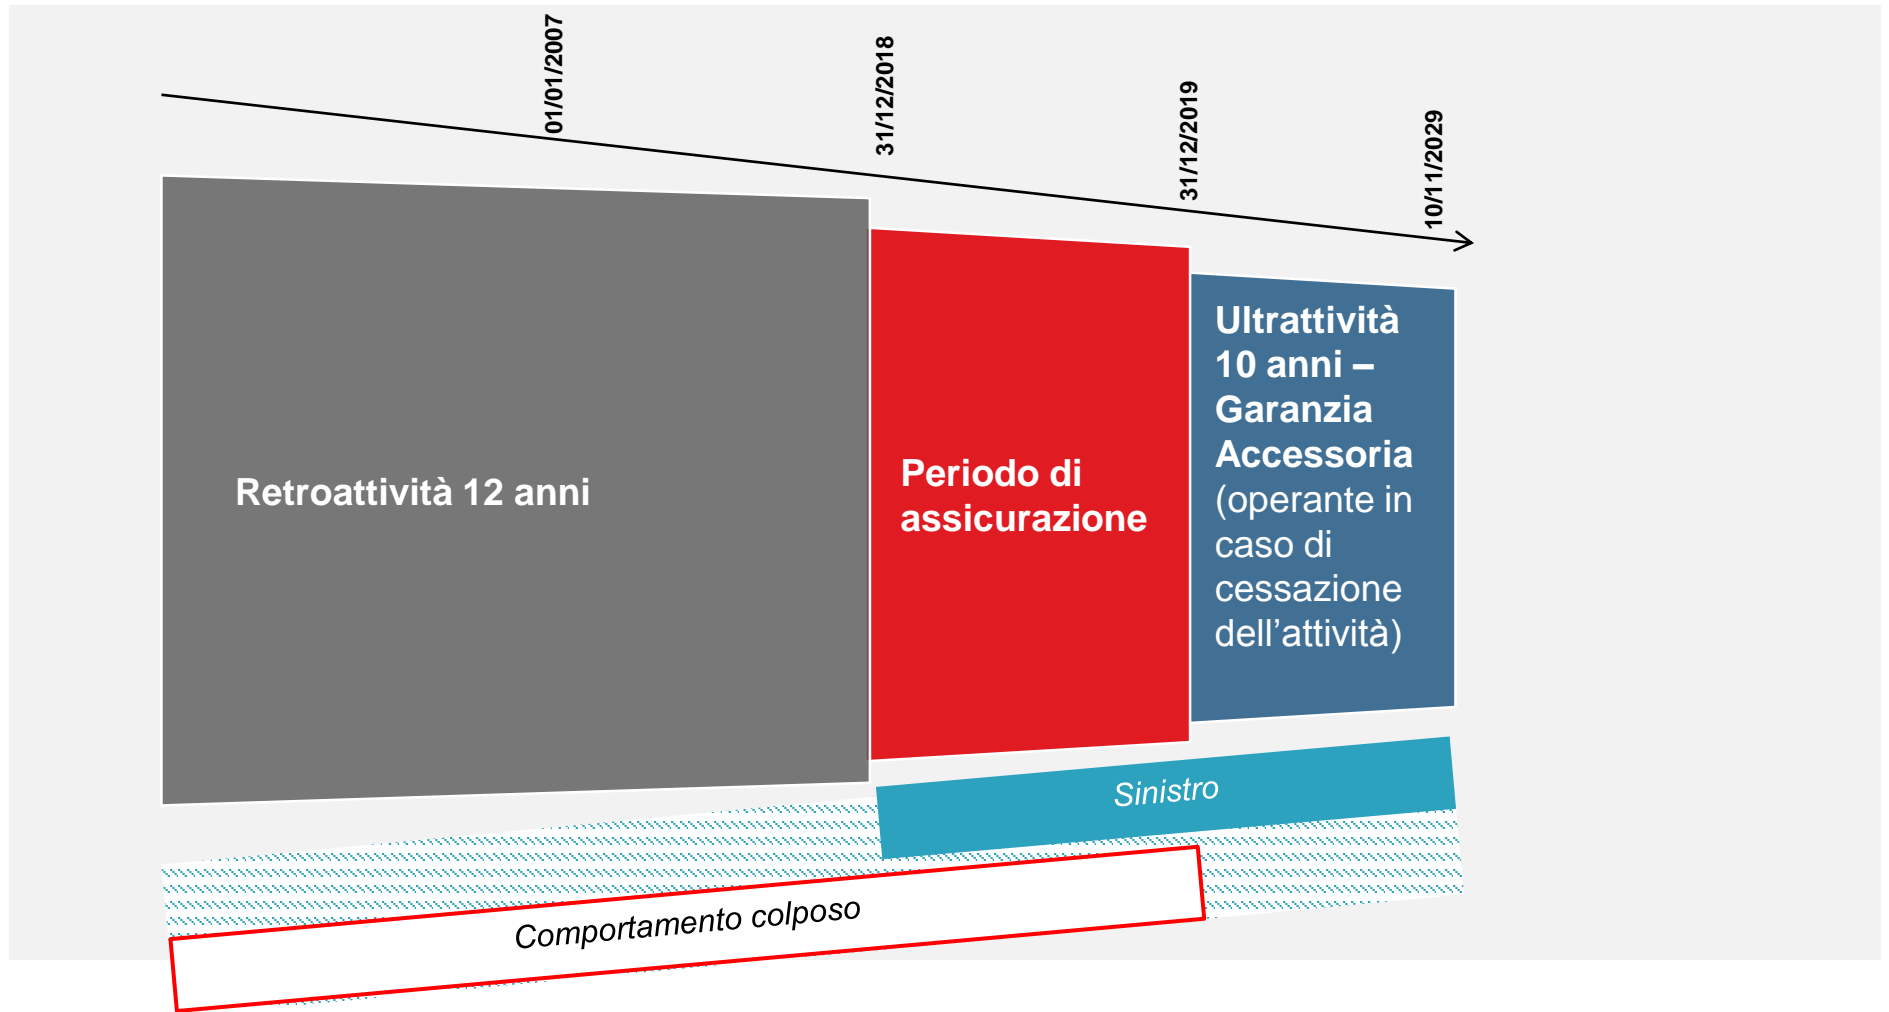 01/01/2007
31/12/2018
31/12/2019
10/11/2029
Retroattività 12 anni
Periodo di
assicurazione
Ultrattività
10 anni –
Garanzia
Accessoria
(operante in
caso di
cessazione
dell’attività)
Sinistro
Comportamento colposo